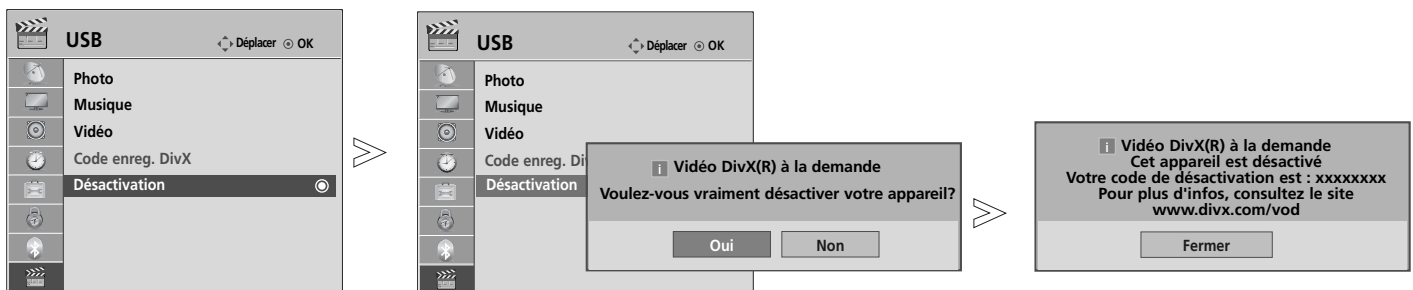 USB
Déplacer OK
Photo
Musique
Vidéo
Code enreg. DivX
Désactivation
USB
Déplacer OK
Photo
Musique
Vidéo
Code enreg. Di
Désactivation
i Vidéo DivX(R) à la demande
Voulez-vous vraiment désactiver votre appareil?
Oui Non
i Vidéo DivX(R) à la demande
Cet appareil est désactivé
Votre code de désactivation est : xxxxxxxx
Pour plus d'infos, consultez le site
www.divx.com/vod
Fermer